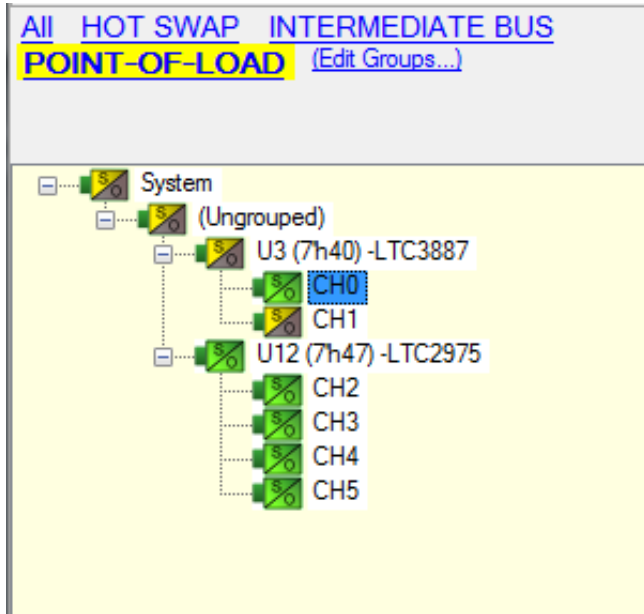 All HOT SWAP INTERMEDIATE BUS
POINT-OF-LOAD (Edit Groups...)
System
(Ungrouped)
U3 (7'h40) -LTC3887
S/O CH0
S/O CH1
U12 (7'h47) -LTC2975
S/O CH2
S/O CH3
S/O CH4
S/O CH5